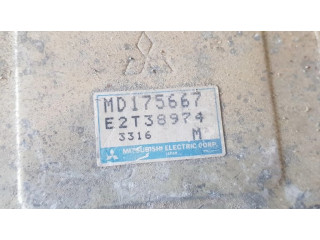 MD175667
E2T38974
3316 M
MITSUBISHI ELECTRIC CORP.